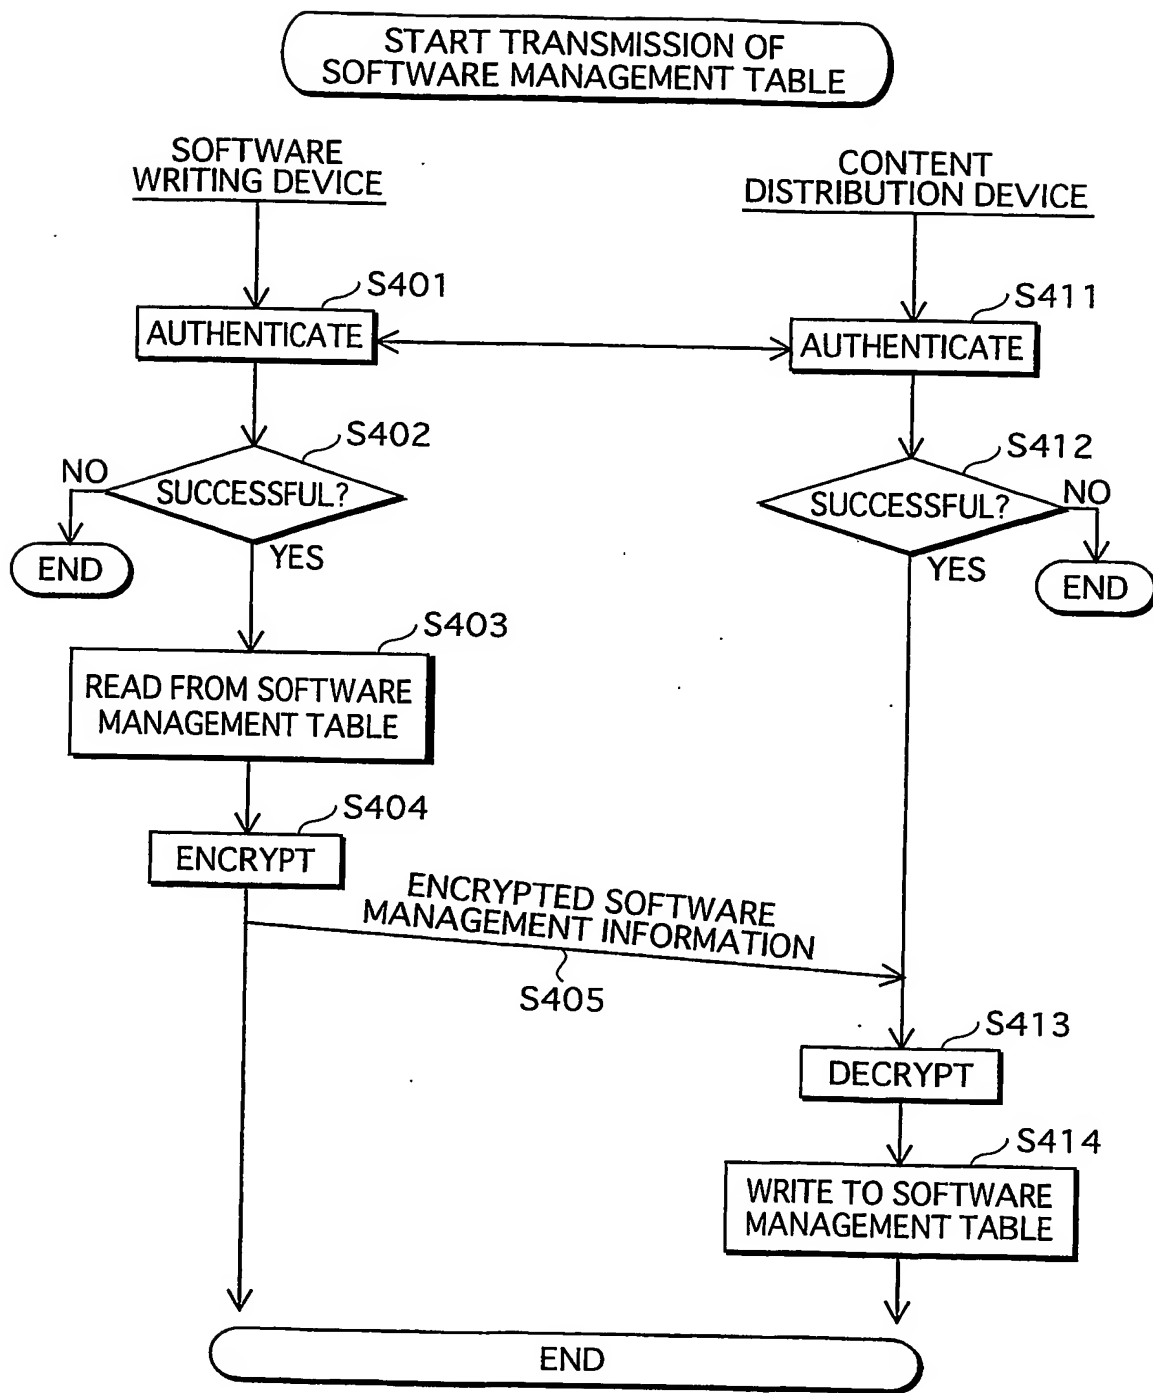 START TRANSMISSION OF
SOFTWARE MANAGEMENT TABLE
SOFTWARE
WRITING DEVICE
CONTENT
DISTRIBUTION DEVICE
S401
AUTHENTICATE
S411
AUTHENTICATE
S402
NO
SUCCESSFUL?
YES
END
S412
SUCCESSFUL?
NO
YES
END
S403
READ FROM SOFTWARE
MANAGEMENT TABLE
S404
ENCRYPT
ENCRYPTED SOFTWARE
MANAGEMENT INFORMATION
S405
S413
DECRYPT
S414
WRITE TO SOFTWARE
MANAGEMENT TABLE
END